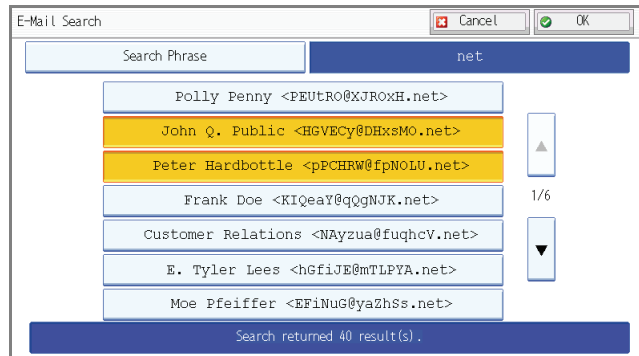 E-Mail Search
Cancel
OK
Search Phrase
net
Polly Penny <PEUtRO@XJROxH.net>
John Q. Public <HGVECy@DHxsMO.net>
Peter Hardbottle <pPCHRW@fpNOLU.net>
Frank Doe <KIQeaY@qQgNJK.net>
1/6
Customer Relations <NAyzua@fuqhcV.net>
E. Tyler Lees <hGfiJE@mTLPYA.net>
Moe Pfeiffer <EFiNuG@yaZhSs.net>
Search returned 40 result(s).